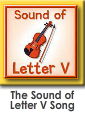 Sound of
Letter V
The Sound of
Letter V Song